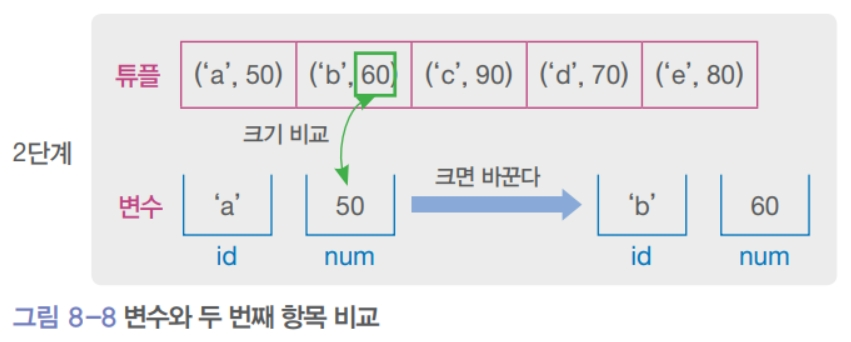 튜플 (‘a’, 50) (‘b’, 60) (‘c’, 90) (‘d’, 70) (‘e’, 80)
크기 비교
2단계
크면 바꾼다
변수 ‘a’ 50 ‘b’ 60
id num id num
그림 8-8 변수와 두 번째 항목 비교